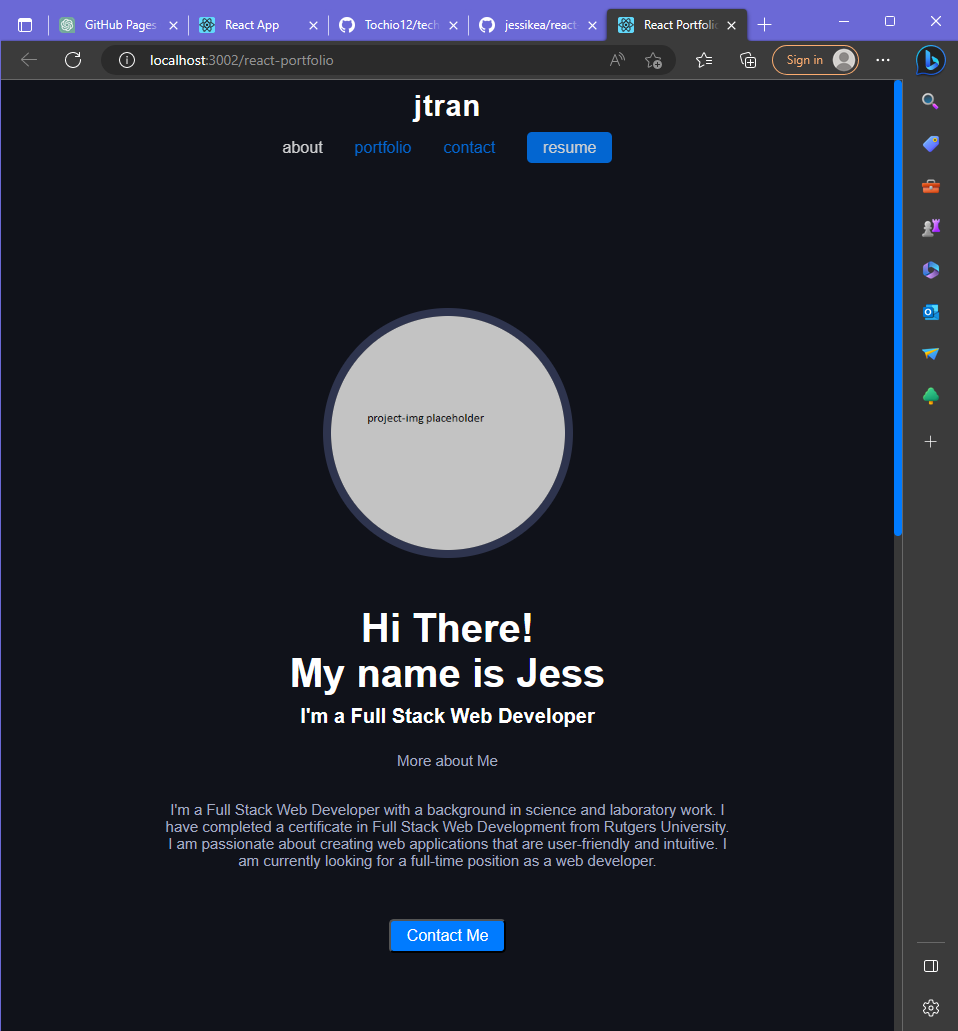 GitHub Pages
React App
Tochio12/tech
jessikea/react
React Portfolio
localhost:3002/react-portfolio
Sign in
jtran
about portfolio contact resume
project-img placeholder
Hi There!
My name is Jess
I'm a Full Stack Web Developer
More about Me
I'm a Full Stack Web Developer with a background in science and laboratory work. I
have completed a certificate in Full Stack Web Development from Rutgers University.
I am passionate about creating web applications that are user-friendly and intuitive. I
am currently looking for a full-time position as a web developer.
Contact Me